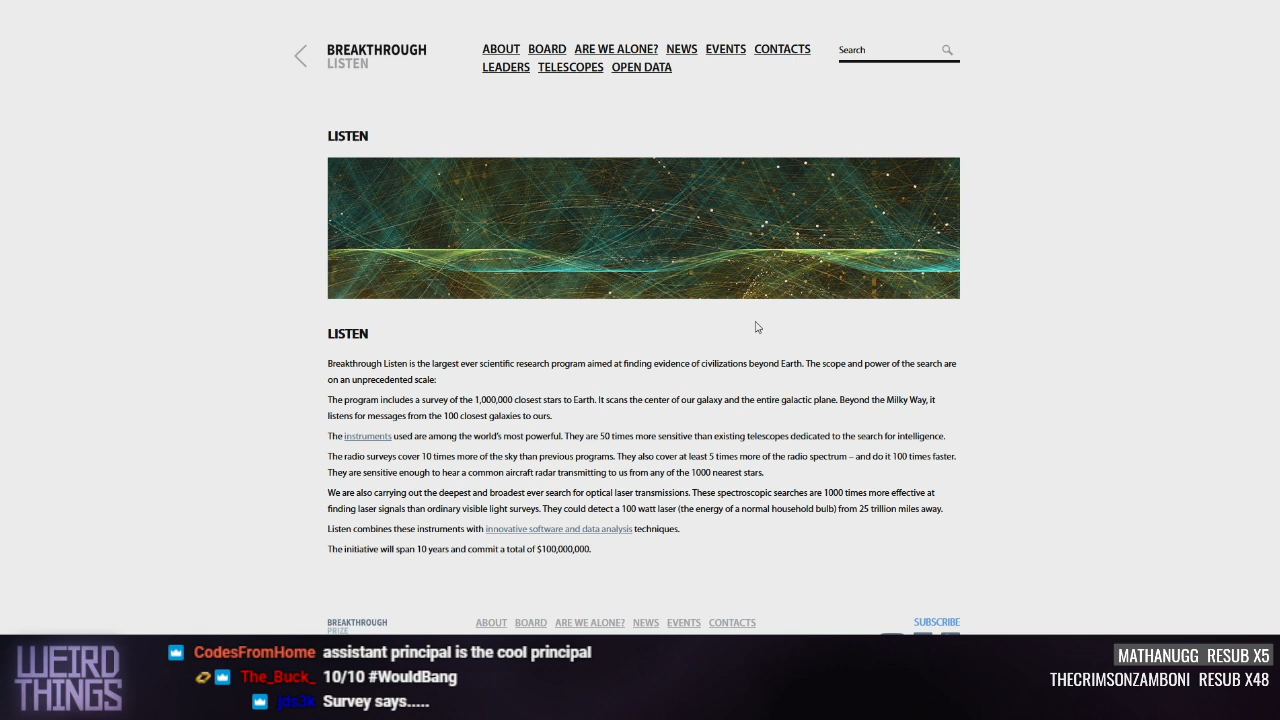 BREAKTHROUGH
LISTEN
ABOUT BOARD ARE WE ALONE? NEWS EVENTS CONTACTS
LEADERS TELESCOPES OPEN DATA
Search
LISTEN
LISTEN
Breakthrough Listen is the largest ever scientific research program aimed at finding evidence of civilizations beyond Earth. The scope and power of the search are
on an unprecedented scale:
The program includes a survey of the 1,000,000 closest stars to Earth. It scans the center of our galaxy and the entire galactic plane. Beyond the Milky Way, it
listens for messages from the 100 closest galaxies to ours.
The instruments used are among the world's most powerful. They are 50 times more sensitive than existing telescopes dedicated to the search for intelligence.
The radio surveys cover 10 times more of the sky than previous programs. They also cover at least 5 times more of the radio spectrum – and do it 100 times faster.
They are sensitive enough to hear a common aircraft radar transmitting to us from any of the 1000 nearest stars.
We are also carrying out the deepest and broadest ever search for optical laser transmissions. These spectroscopic searches are 1000 times more effective at
finding laser signals than ordinary visible light surveys. They could detect a 100 watt laser (the energy of a normal household bulb) from 25 trillion miles away.
Listen combines these instruments with innovative software and data analysis techniques.
The initiative will span 10 years and commit a total of $100,000,000.
BREAKTHROUGH
PRIZE
ABOUT BOARD ARE WE ALONE? NEWS EVENTS CONTACTS
SUBSCRIBE
WEIRD
THINGS
CodesFromHome assistant principal is the cool principal
The_Buck_ 10/10 #WouldBang
jds3k Survey says.....
MATHANUGG RESUB X5
THECRIMSONZAMBONI RESUB X48